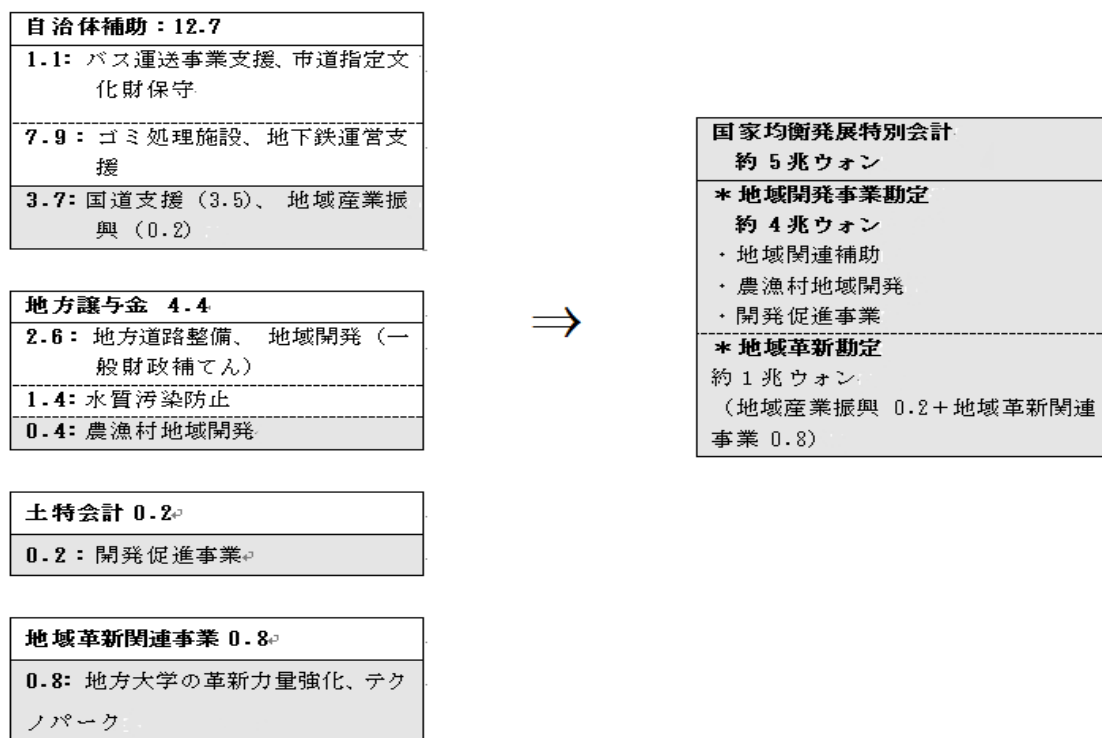 自治体補助：12.7
1.1: バス運送事業支援、市道指定文
化財保守
7.9：ゴミ処理施設、地下鉄運営支
援
3.7: 国道支援（3.5）、 地域産業振
興（0.2）
地方譲与金 4.4
2.6：地方道路整備、 地域開発（一
般財政補てん）
1.4: 水質汚染防止
0.4: 農漁村地域開発
土特会計 0.2
0.2：開発促進事業
地域革新関連事業 0.8
0.8: 地方大学の革新力量強化、テク
ノパーク
⇒
国家均衡発展特別会計
約 5 兆ウォン
＊地域開発事業勘定
約 4 兆ウォン
・地域関連補助
・農漁村地域開発
・開発促進事業
＊地域革新勘定
約 1 兆ウォン
（地域産業振興 0.2＋地域革新関連
事業 0.8）